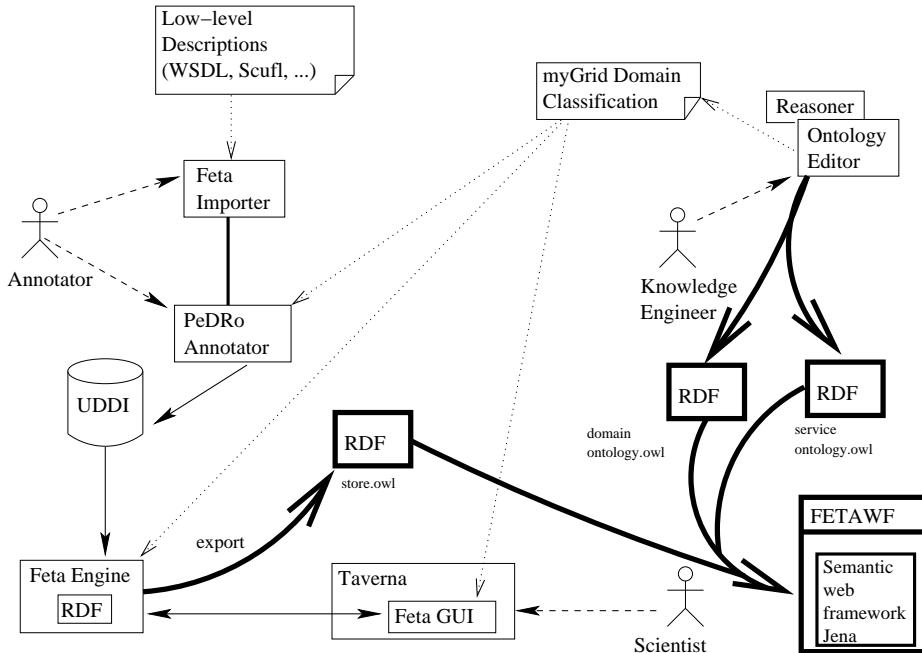 Low-level
Descriptions
(WSDL, Scufl, ...)
myGrid Domain
Classification
Reasoner
Ontology
Editor
Feta
Importer
Annotator
Knowledge
Engineer
PeDRo
Annotator
UDDI
RDF
domain
ontology.owl
RDF
service
ontology.owl
RDF
store.owl
export
FETAWF
Semantic
web
framework
Jena
Feta Engine
RDF
Taverna
Feta GUI
Scientist